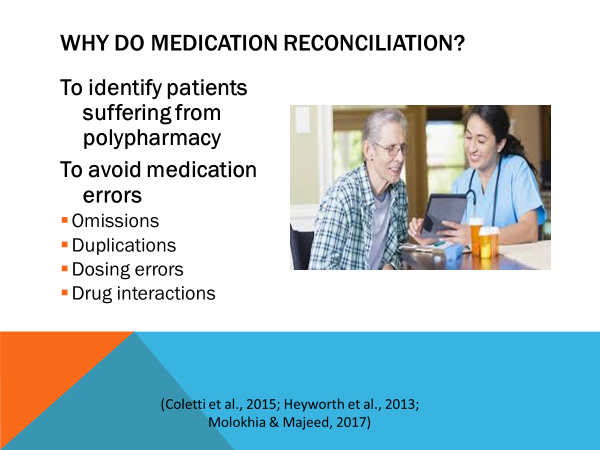 WHY DO MEDICATION RECONCILIATION?
To identify patients
suffering from
polypharmacy
To avoid medication
errors
▪Omissions
▪Duplications
▪Dosing errors
▪Drug interactions
(Coletti et al., 2015; Heyworth et al., 2013;
Molokhia & Majeed, 2017)